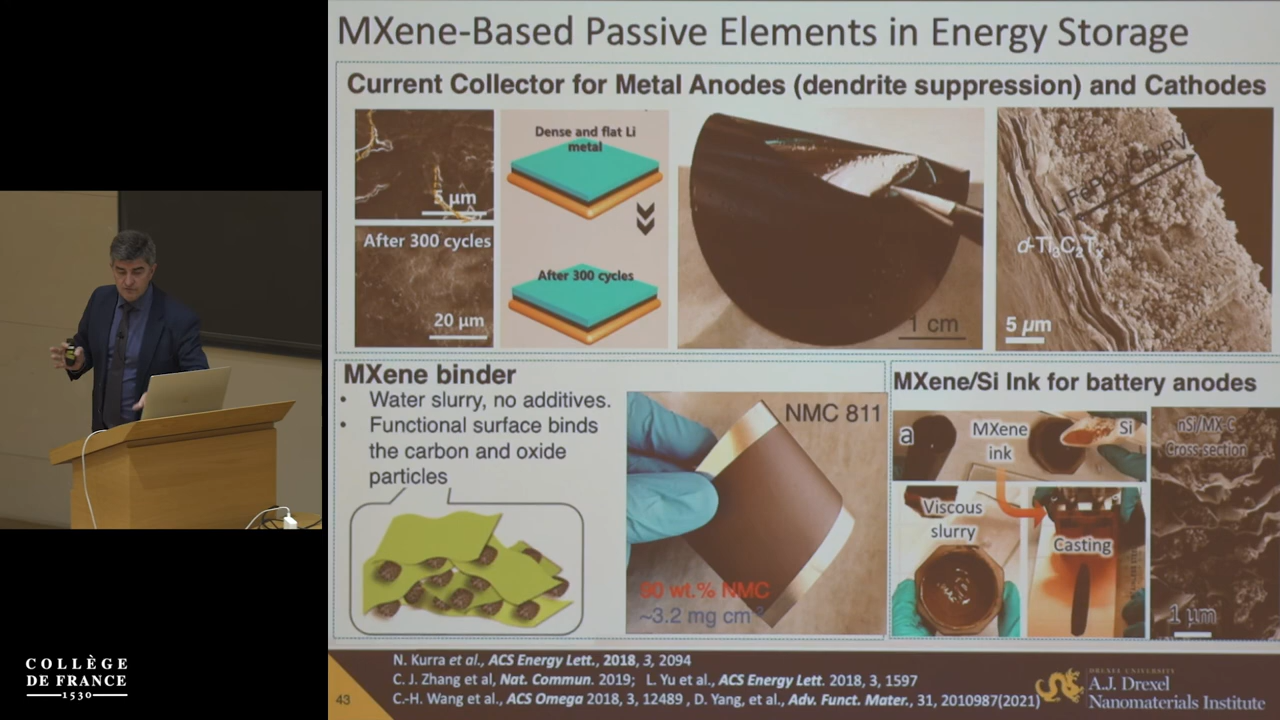 MXene-Based Passive Elements in Energy Storage
Current Collector for Metal Anodes (dendrite suppression) and Cathodes
5 µm
After 300 cycles
20 µm
Dense and flat Li
metal
After 300 cycles
1 cm
d-Ti₃C₂Tₓ
5 µm
MXene binder
• Water slurry, no additives.
• Functional surface binds
the carbon and oxide
particles
NMC 811
90 wt.% NMC
~3.2 mg cm⁻²
MXene/Si Ink for battery anodes
a
MXene
ink
Si
Viscous
slurry
Casting
nSi/MX-C
Cross-section
1 µm
N. Kurra et al., ACS Energy Lett., 2018, 3, 2094
C. J. Zhang et al, Nat. Commun. 2019; L. Yu et al., ACS Energy Lett. 2018, 3, 1597
C.-H. Wang et al., ACS Omega 2018, 3, 12489 , D. Yang, et al., Adv. Funct. Mater., 31, 2010987(2021)
43
DREXEL UNIVERSITY
A.J. Drexel
Nanomaterials Institute
COLLÈGE
DE FRANCE
1530